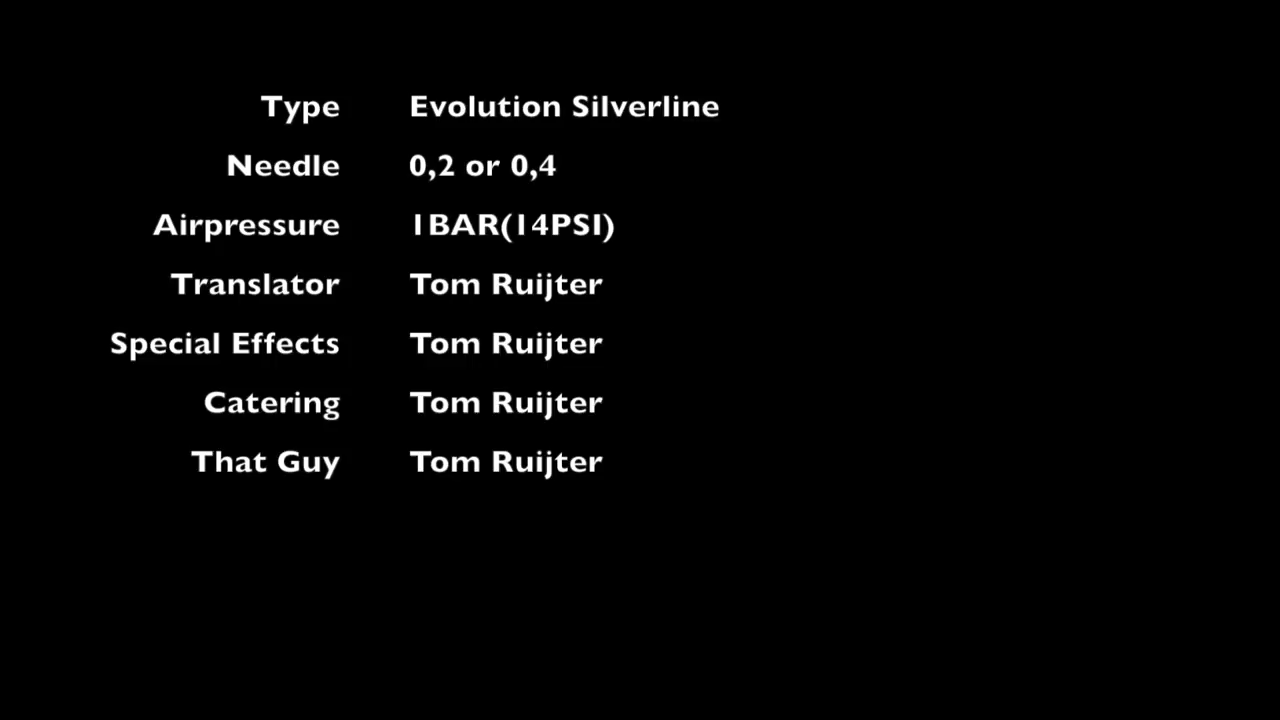 Type Evolution Silverline
Needle 0,2 or 0,4
Airpressure 1BAR(14PSI)
Translator Tom Ruijter
Special Effects Tom Ruijter
Catering Tom Ruijter
That Guy Tom Ruijter